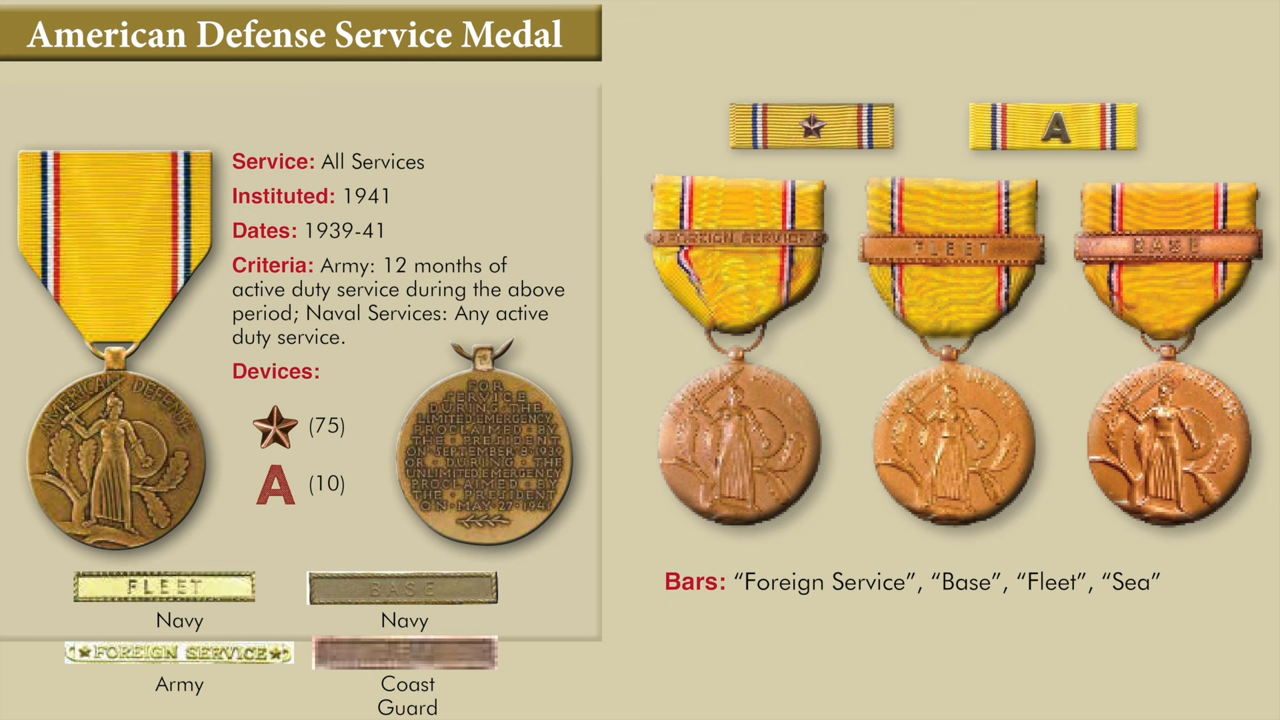 American Defense Service Medal
Service: All Services
Instituted: 1941
Dates: 1939-41
Criteria: Army: 12 months of
active duty service during the above
period; Naval Services: Any active
duty service.
Devices:
(75)
A (10)
AMERICAN DEFENSE
FOR
SERVICE
DURING THE
LIMITED EMERGENCY
PROCLAIMED BY
THE PRESIDENT
ON SEPTEMBER 8 1939
OR DURING THE
UNLIMITED EMERGENCY
PROCLAIMED BY
THE PRESIDENT
ON MAY 27 1941
FLEET
Navy
BASE
Navy
FOREIGN SERVICE
Army
Coast
Guard
A
FOREIGN SERVICE
FLEET
BASE
AMERICAN DEFENSE
Bars: “Foreign Service”, “Base”, “Fleet”, “Sea”